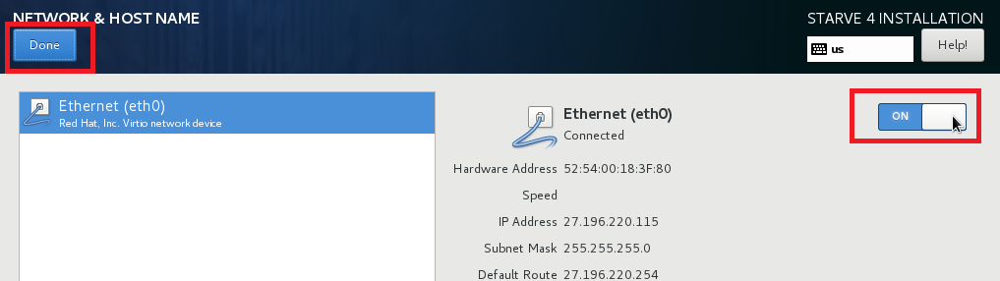 NETWORK & HOST NAME
STARVE 4 INSTALLATION
Done
us
Help!
Ethernet (eth0)
Red Hat, Inc. Virtio network device
Ethernet (eth0)
Connected
ON
Hardware Address 52:54:00:18:3F:80
Speed
IP Address 27.196.220.115
Subnet Mask 255.255.255.0
Default Route 27.196.220.254